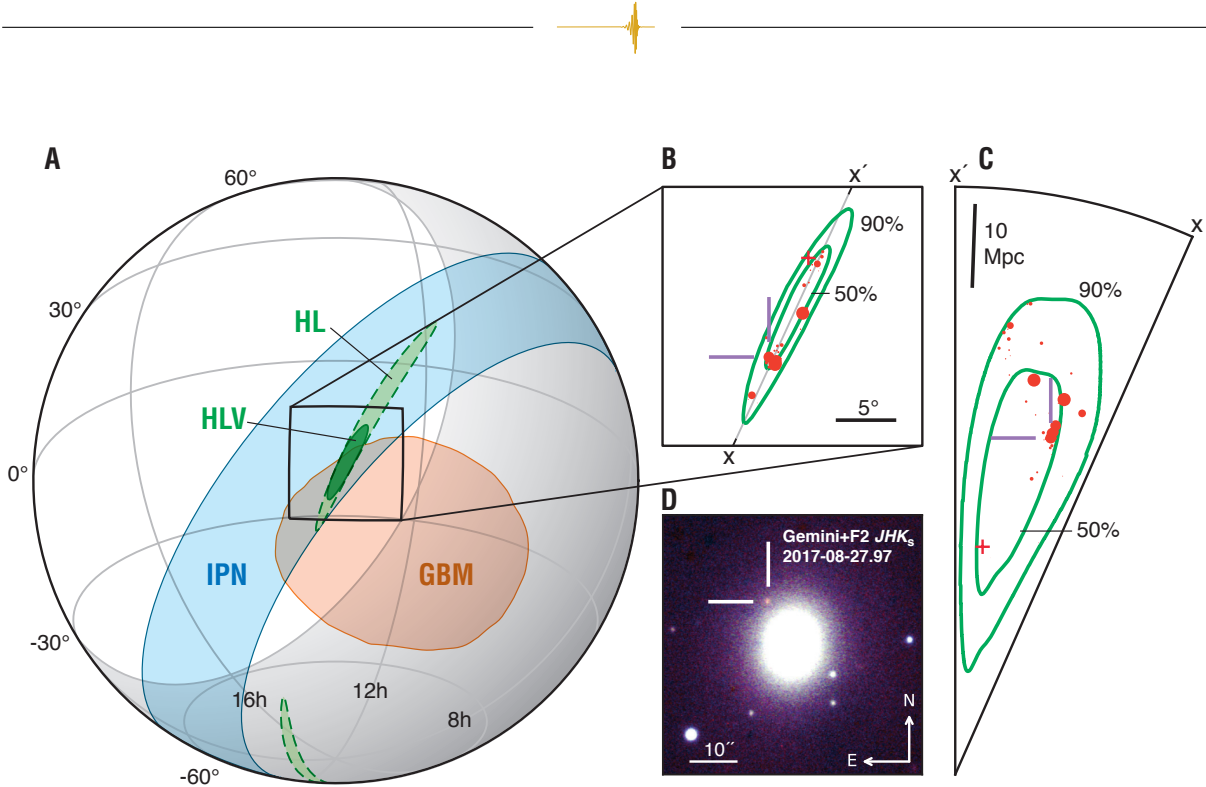 A
60°
30°
0°
-30°
-60°
HL
HLV
IPN
GBM
16h
12h
8h
B
x´
90%
50%
5°
x
C
x´
x
10
Mpc
90%
50%
D
Gemini+F2 JHKs
2017-08-27.97
10˝
N
E